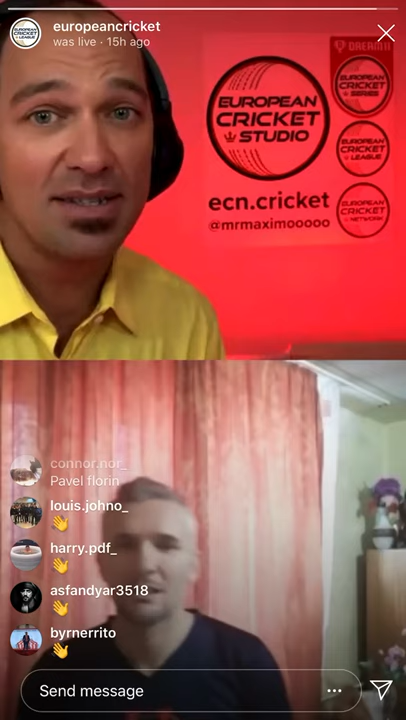 europeancricket
was live · 15h ago
DREAM11
EUROPEAN
CRICKET
STUDIO
EUROPEAN
CRICKET
SERIES
EUROPEAN
CRICKET
LEAGUE
EUROPEAN
CRICKET
NETWORK
ecn.cricket
@mrmaximooooo
connor.nor_
Pavel florin
louis.johno_
👋
harry.pdf_
👋
asfandyar3518
👋
byrnerrito
👋
Send message